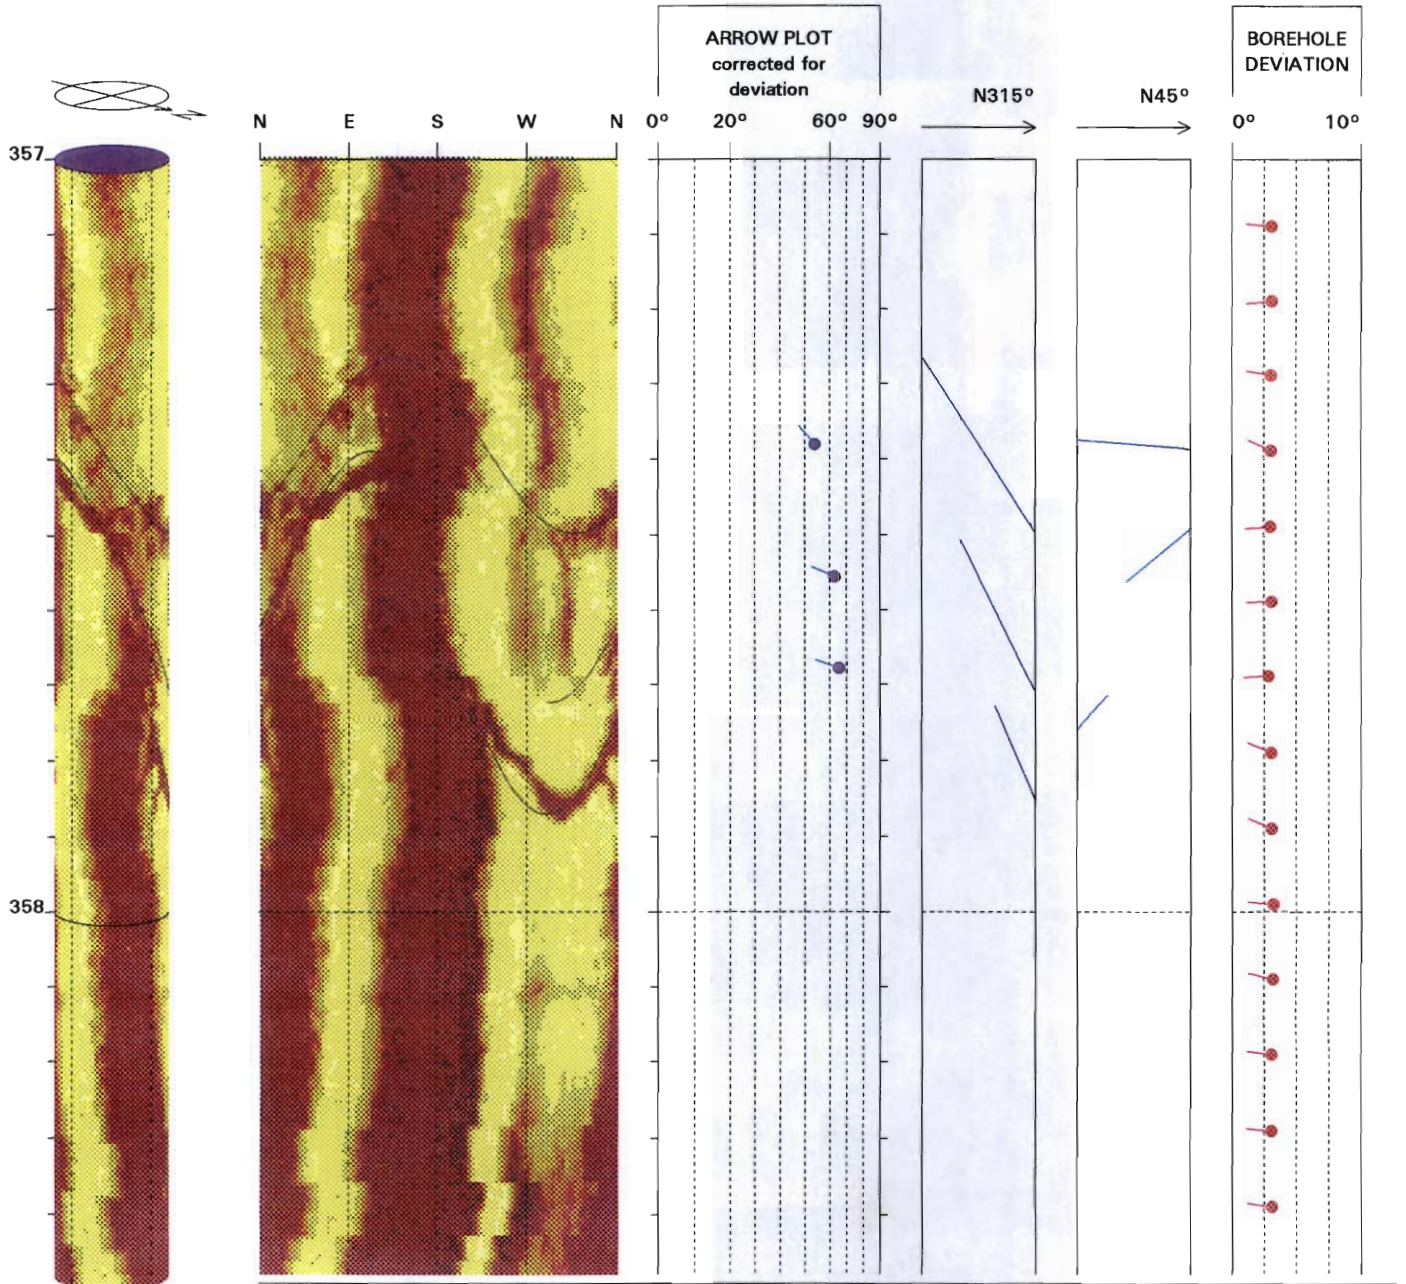 ARROW PLOT
corrected for
deviation
BOREHOLE
DEVIATION
N
N E S W N
0° 20° 60° 90°
N315°
N45°
0° 10°
357
358